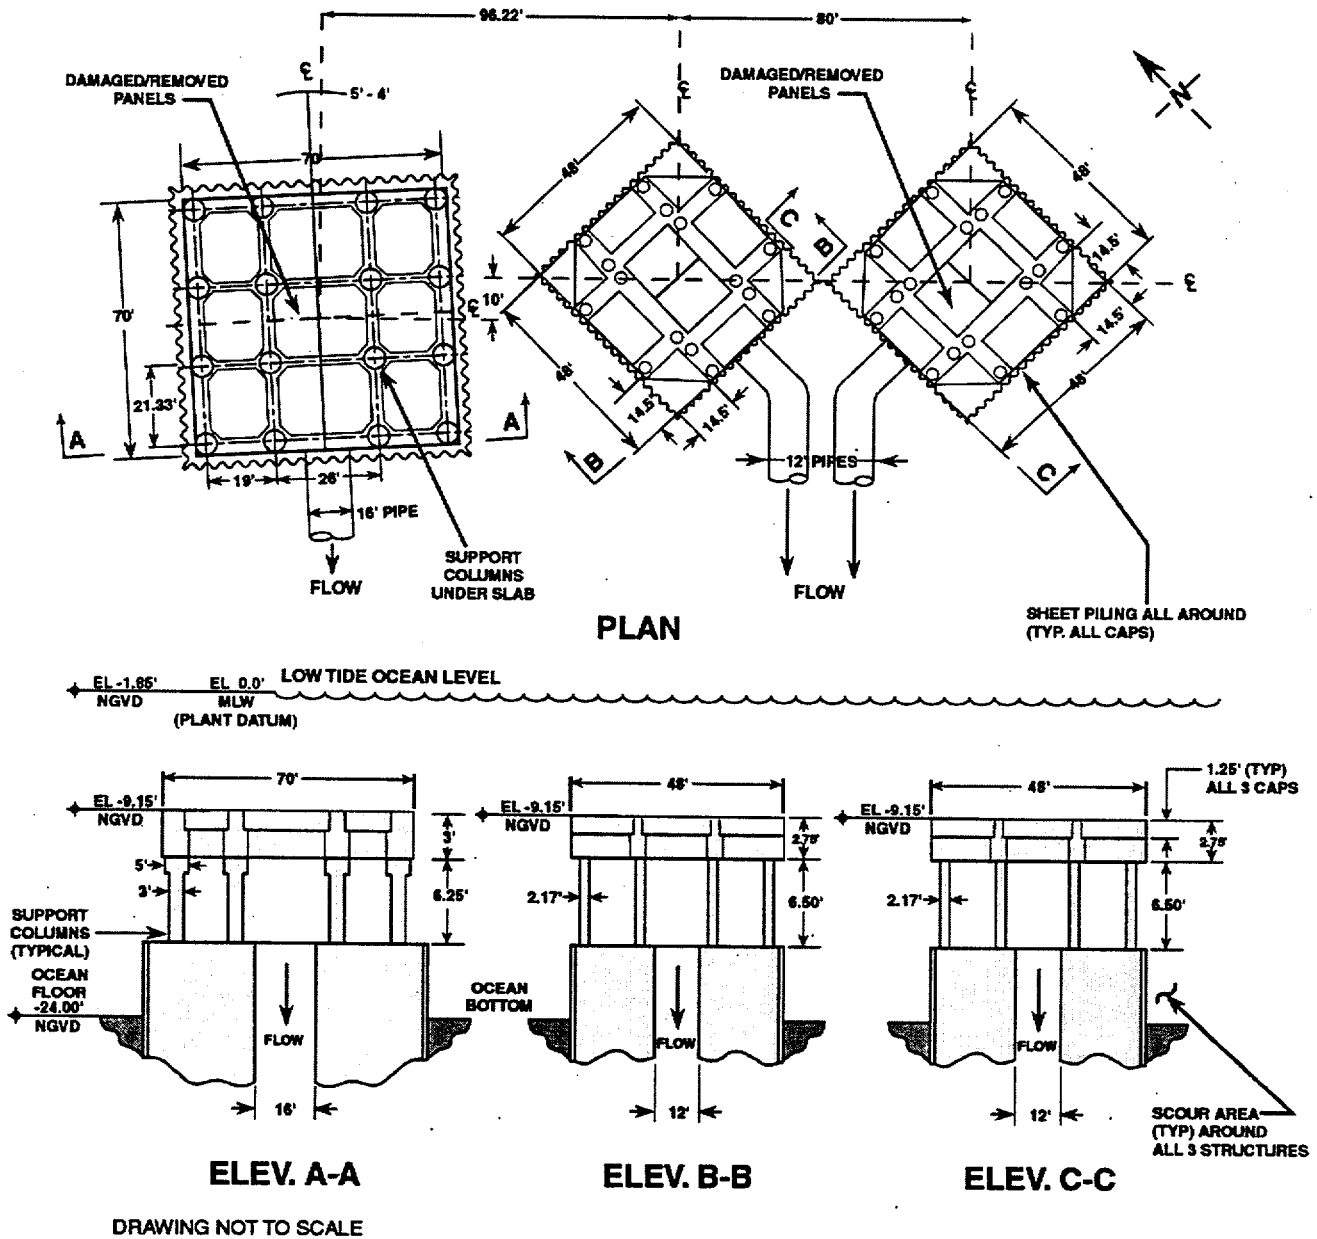 96.22'
80'
DAMAGED/REMOVED
PANELS
℄
5' - 4'
DAMAGED/REMOVED
PANELS
℄
℄
N
70'
48'
48'
C
B
14.5'
70'
℄
10'
℄
14.5'
21.33'
48'
48'
A
A
14.5'
14.5'
B
C
19'
26'
12' PIPES
16' PIPE
SUPPORT
COLUMNS
UNDER SLAB
FLOW
FLOW
SHEET PILING ALL AROUND
(TYP. ALL CAPS)
PLAN
LOW TIDE OCEAN LEVEL
EL -1.85'
NGVD
EL 0.0'
MLW
(PLANT DATUM)
70'
48'
48'
1.25' (TYP)
ALL 3 CAPS
EL -9.15'
NGVD
EL -9.15'
NGVD
EL -9.15'
NGVD
2.75'
2.75'
5'
3'
6.25'
2.17'
6.50'
2.17'
6.50'
SUPPORT
COLUMNS
(TYPICAL)
OCEAN
FLOOR
-24.00'
NGVD
OCEAN
BOTTOM
FLOW
FLOW
FLOW
16'
12'
12'
SCOUR AREA
(TYP) AROUND
ALL 3 STRUCTURES
ELEV. A-A
ELEV. B-B
ELEV. C-C
DRAWING NOT TO SCALE